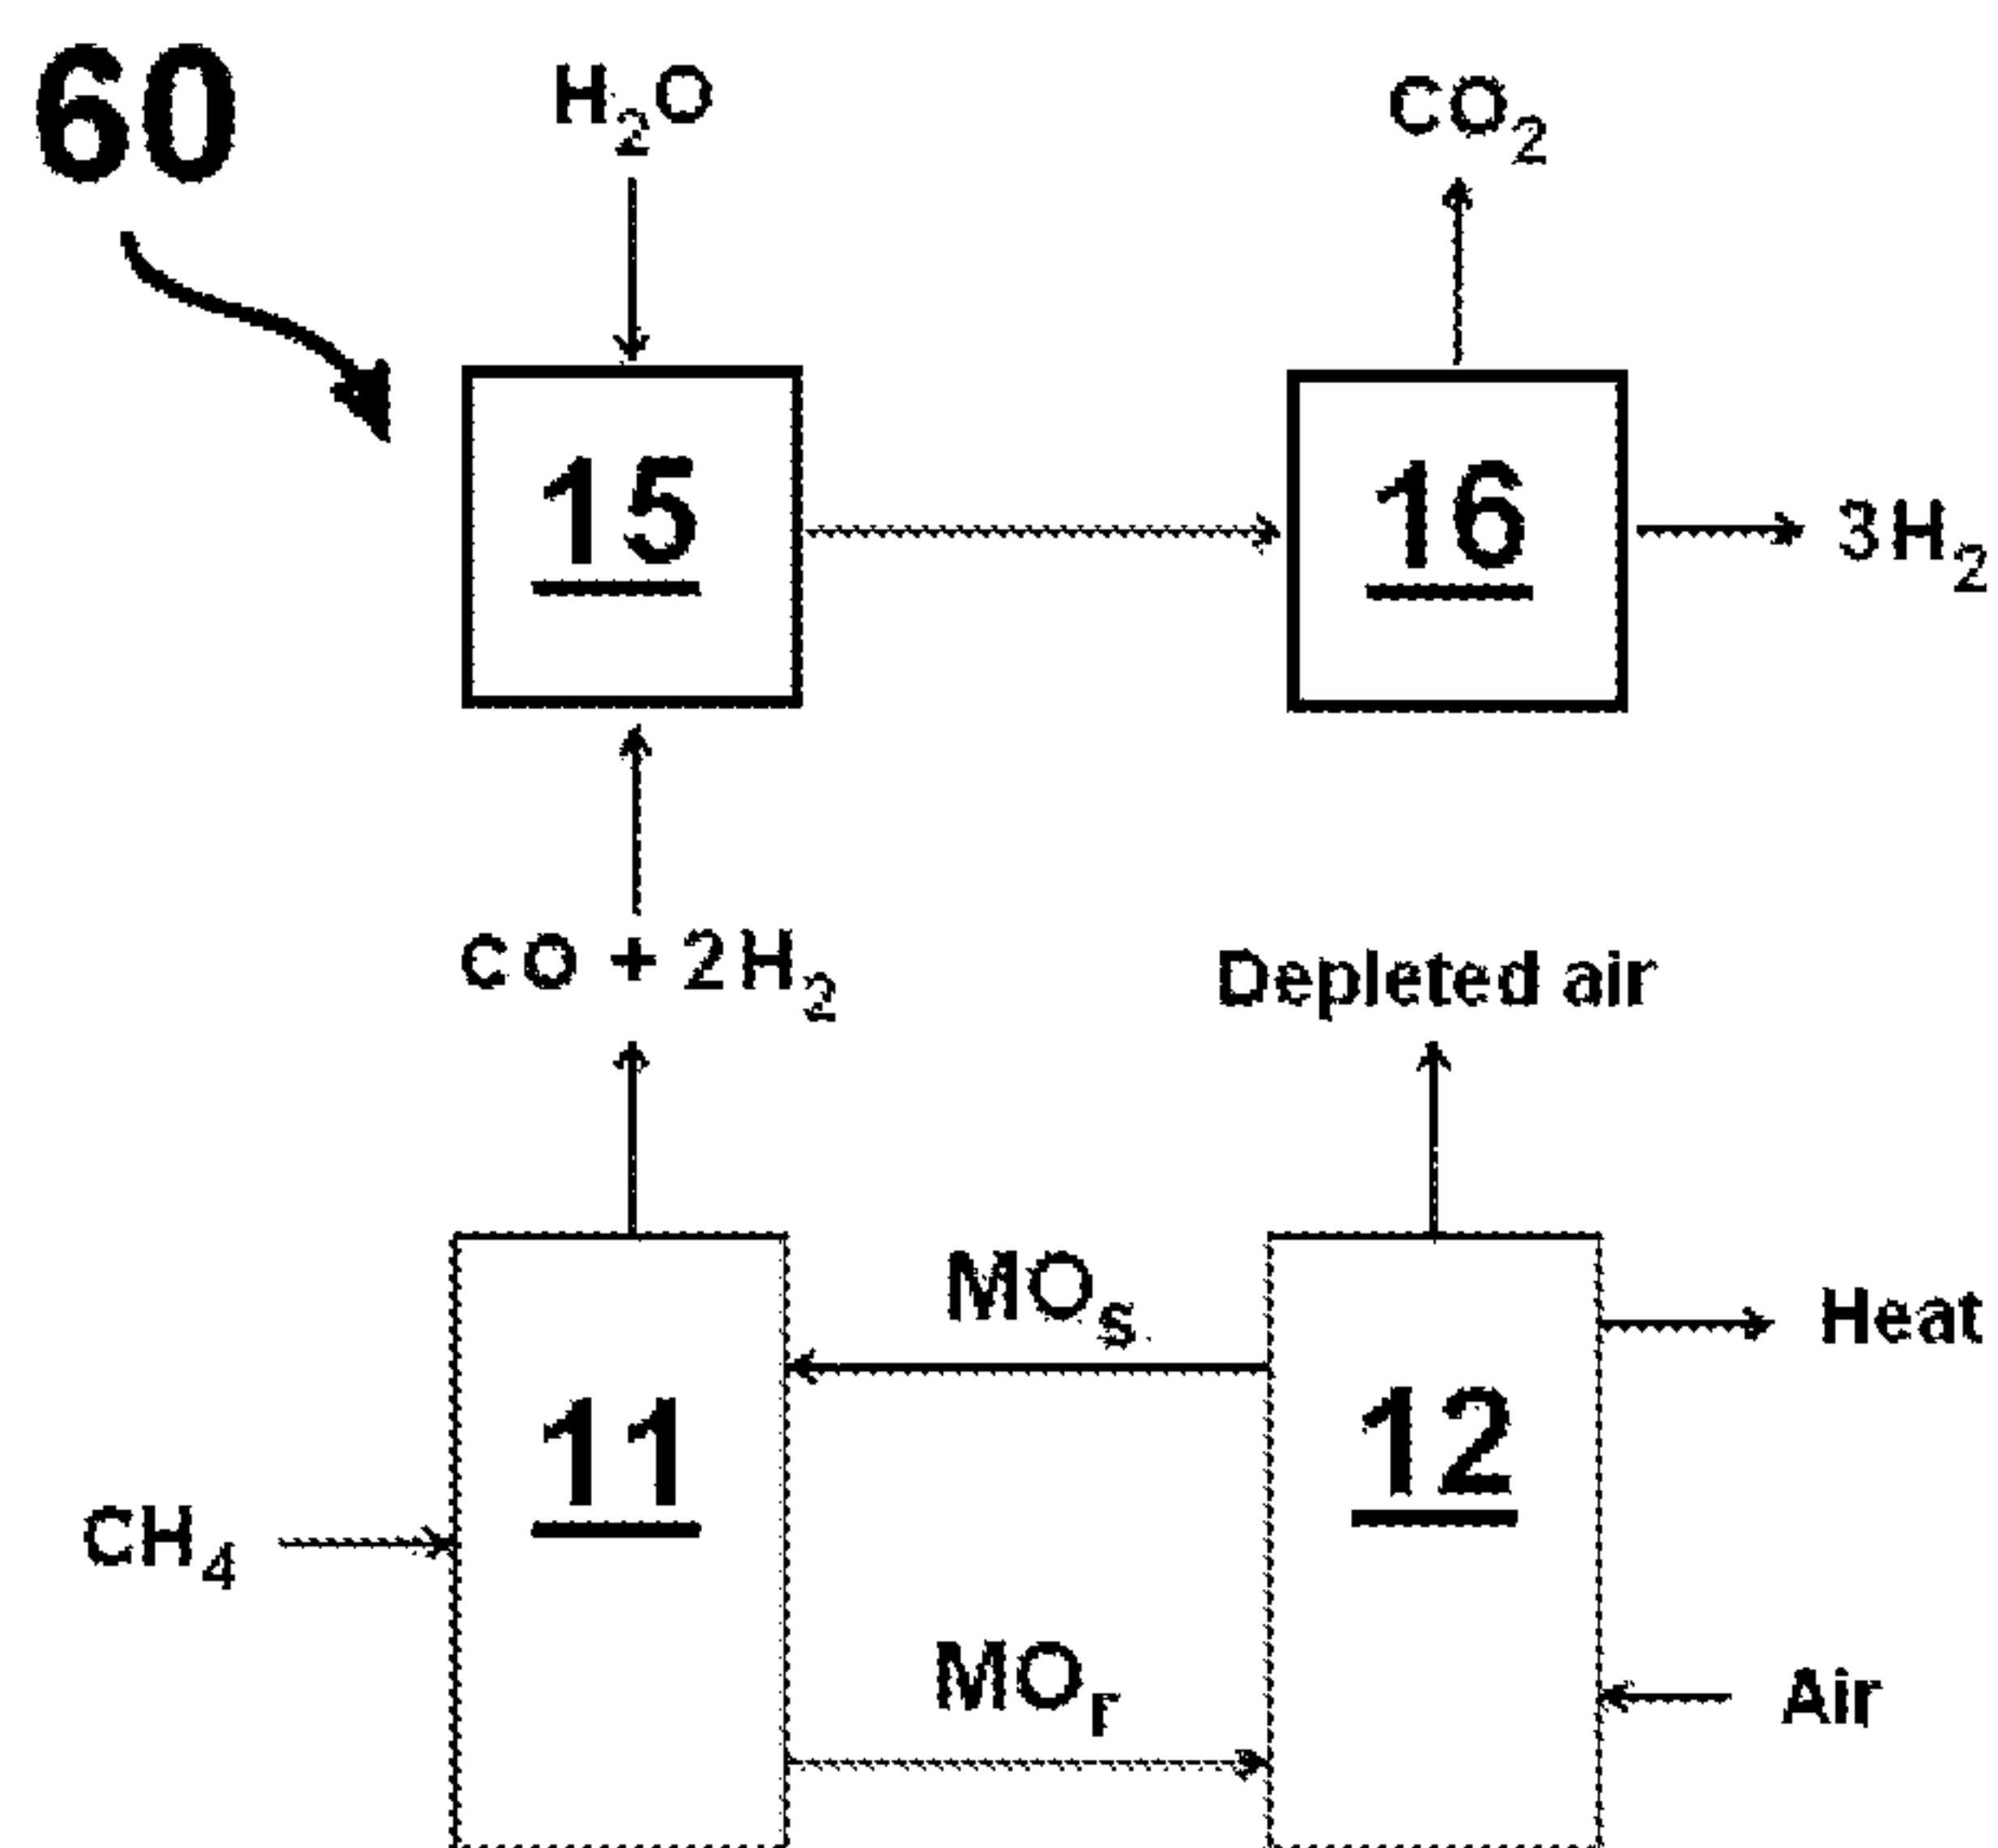 60
H₂O
CO₂
15
16
3H₂
CO + 2H₂
Depleted air
MOₛ
Heat
11
12
CH₄
MOᵣ
Air